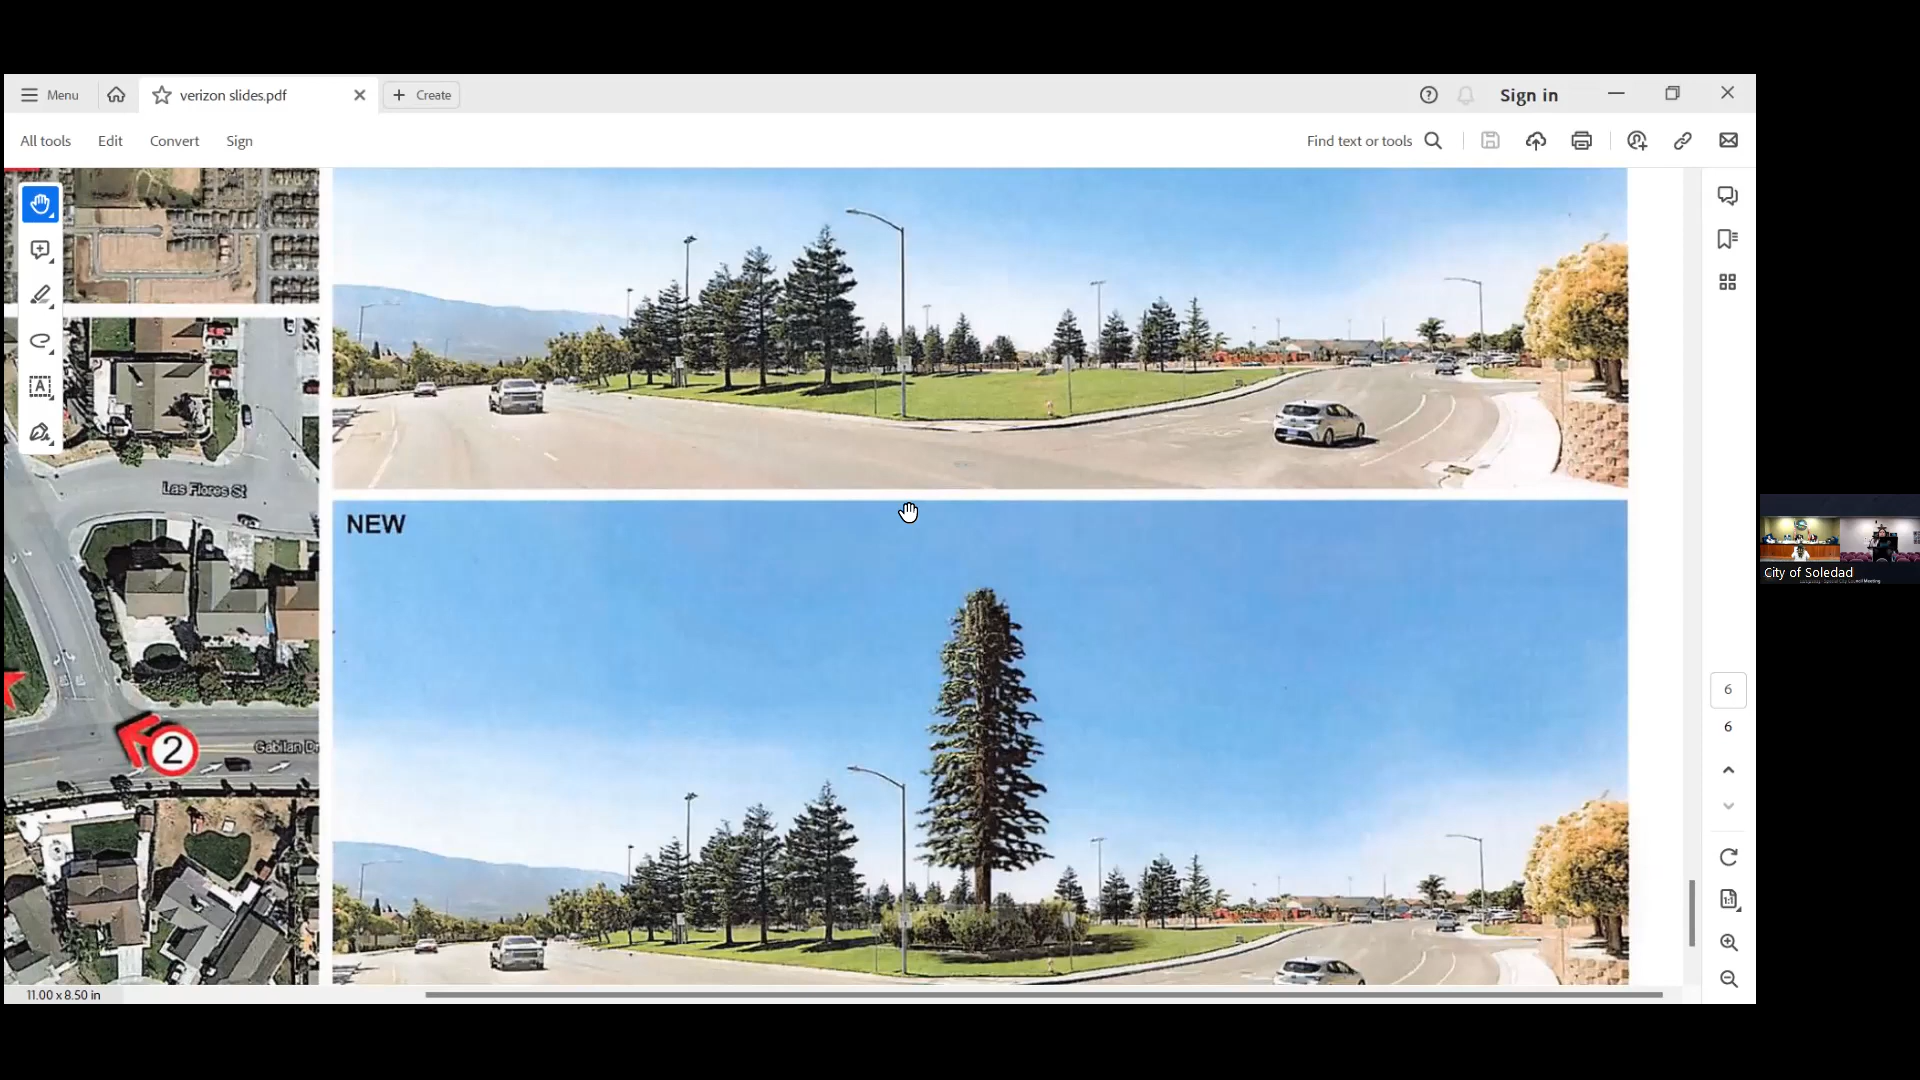 Menu
verizon slides.pdf
Create
Sign in
All tools
Edit
Convert
Sign
Find text or tools
Las Flores St
NEW
2
Gabilan Dr
City of Soledad
6
6
11.00 x 8.50 in